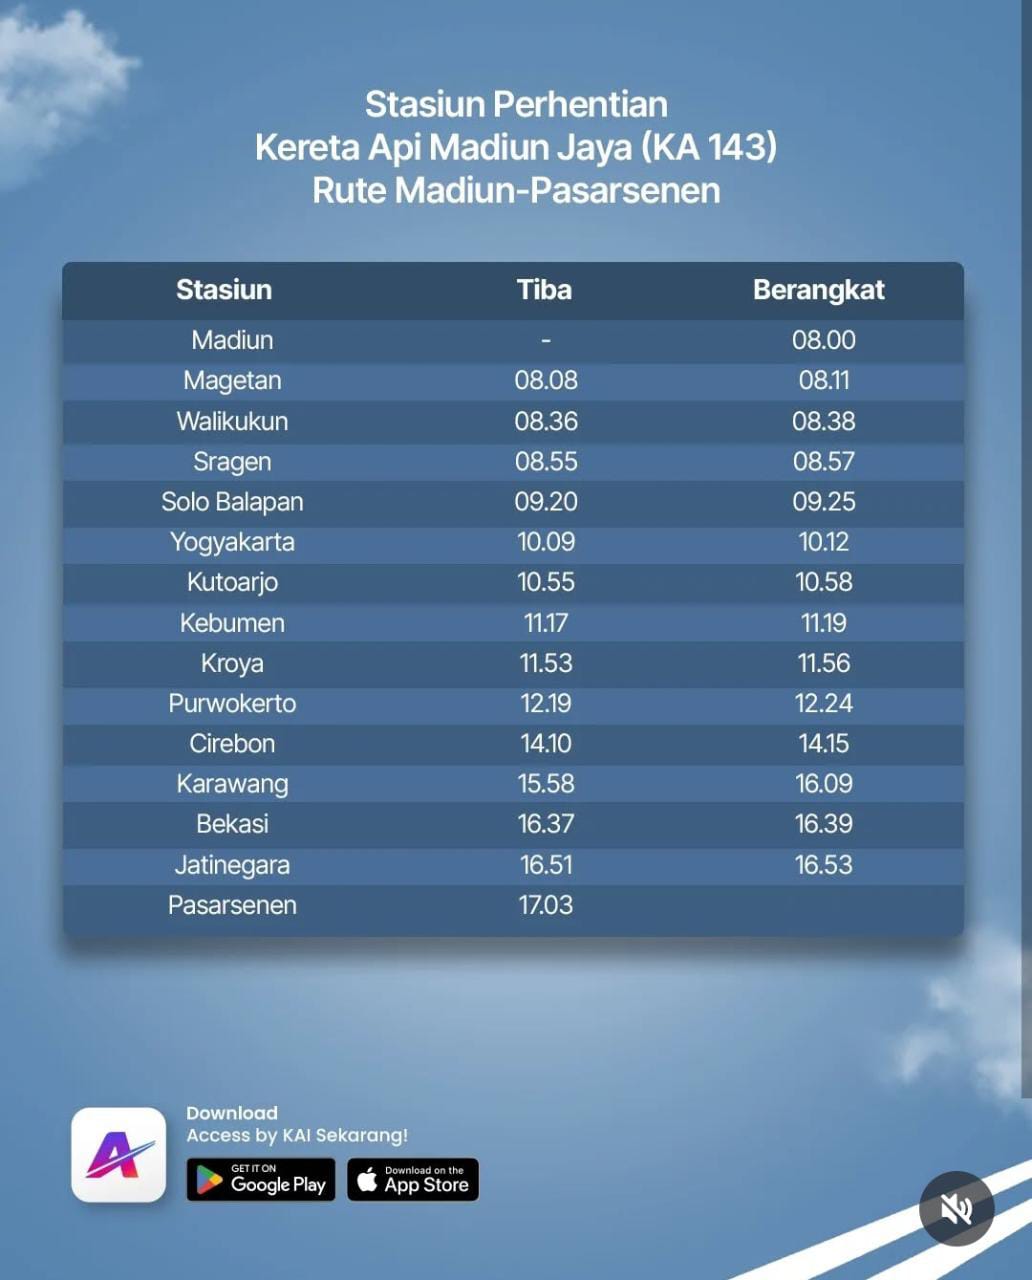 Stasiun Perhentian
Kereta Api Madiun Jaya (KA 143)
Rute Madiun-Pasarsenen
Stasiun Tiba Berangkat
Madiun - 08.00
Magetan 08.08 08.11
Walikukun 08.36 08.38
Sragen 08.55 08.57
Solo Balapan 09.20 09.25
Yogyakarta 10.09 10.12
Kutoarjo 10.55 10.58
Kebumen 11.17 11.19
Kroya 11.53 11.56
Purwokerto 12.19 12.24
Cirebon 14.10 14.15
Karawang 15.58 16.09
Bekasi 16.37 16.39
Jatinegara 16.51 16.53
Pasarsenen 17.03
Download
Access by KAI Sekarang!
GET IT ON
Google Play
Download on the
App Store